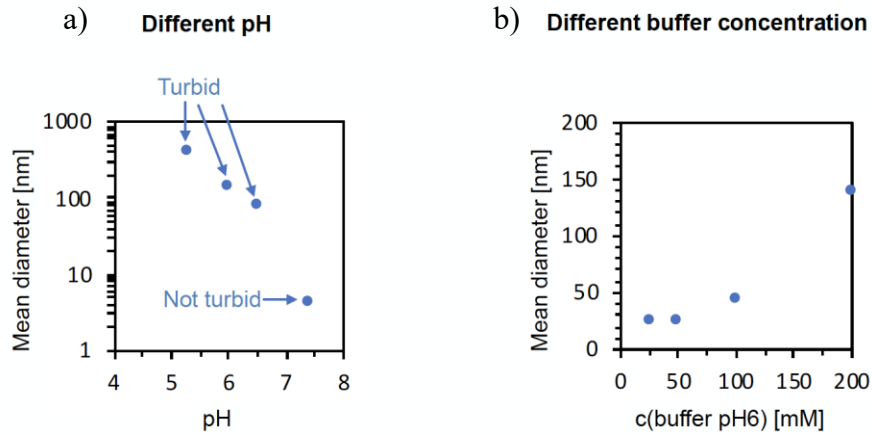 a) Different pH
Turbid
1000
100
10
1
Not turbid
4 5 6 7 8
pH
Mean diameter [nm]
b) Different buffer concentration
200
150
100
50
0
0 50 100 150 200
c(buffer pH6) [mM]
Mean diameter [nm]